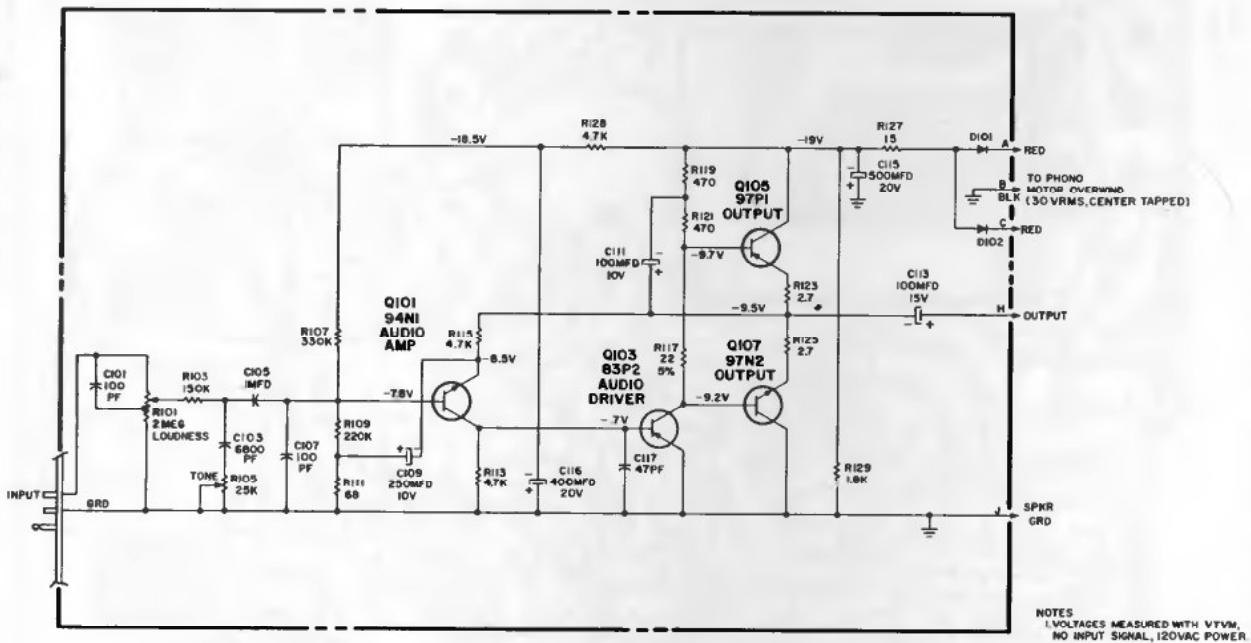 R128
4.7K
-18.5V
-19V
R127
15
D101
A
RED
R119
470
C115
500MFD
20V
B
BLK
TO PHONO
MOTOR OVERWIND
(30 VRMS, CENTER TAPPED)
Q105
97P1
OUTPUT
R121
470
C
RED
D102
C111
100MFD
10V
-9.7V
R123
2.7
C113
100MFD
15V
Q101
94N1
AUDIO
AMP
-9.5V
H
OUTPUT
R107
330K
R115
4.7K
R117
22
5%
R125
2.7
Q103
83P2
AUDIO
DRIVER
Q107
97N2
OUTPUT
-8.5V
C101
100
PF
R103
150K
C105
1MFD
-7.8V
-9.2V
R101
2 MEG
LOUDNESS
-.7V
R109
220K
C103
6800
PF
C107
100
PF
C109
250MFD
10V
R113
4.7K
C116
400MFD
20V
C117
47PF
R129
1.8K
TONE
R105
25K
R111
68
INPUT
GRD
J
SPKR
GRD
NOTES
1. VOLTAGES MEASURED WITH VTVM,
NO INPUT SIGNAL, 120VAC POWER